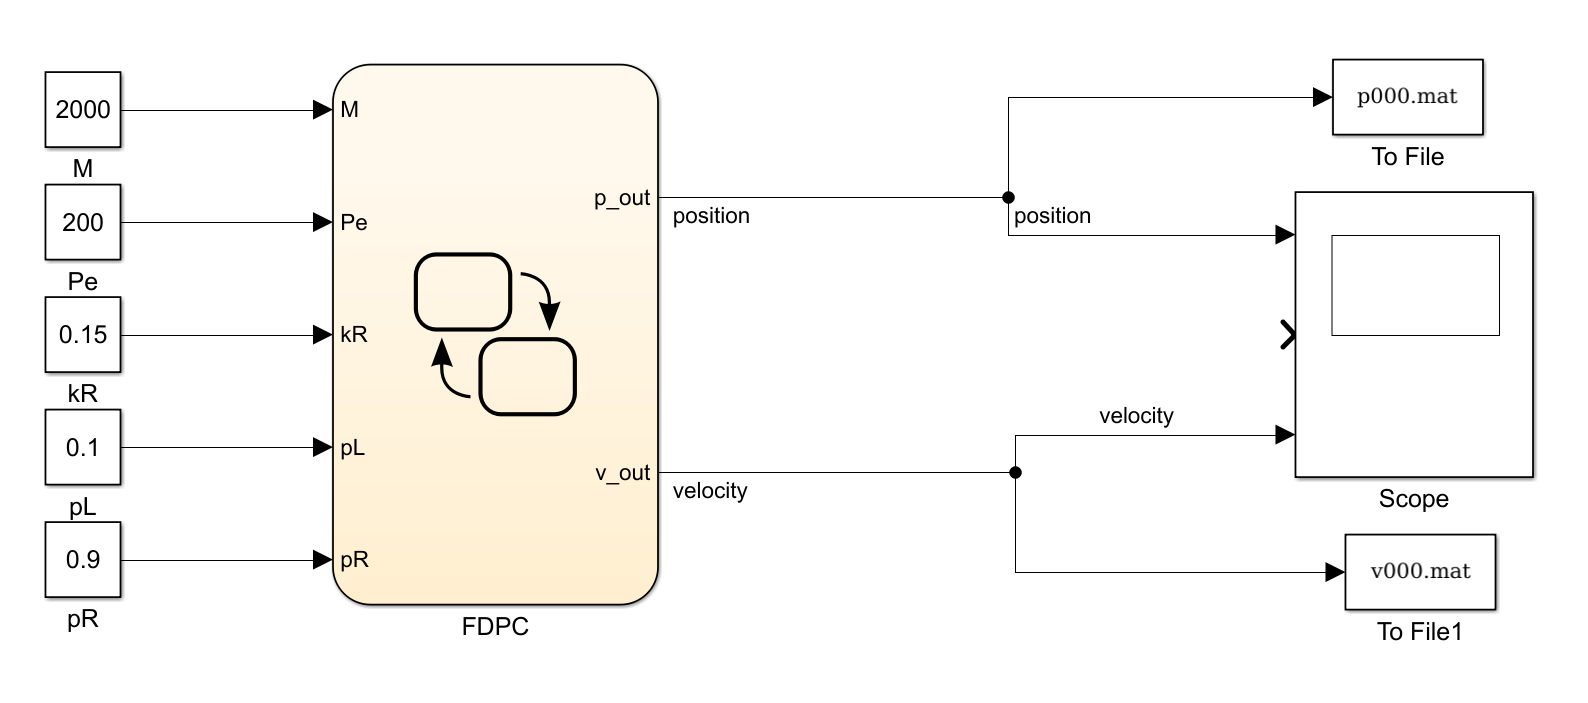 2000
M
200
Pe
0.15
kR
0.1
pL
0.9
pR
M
Pe
kR
pL
pR
p_out
v_out
FDPC
position
position
velocity
velocity
p000.mat
To File
Scope
v000.mat
To File1